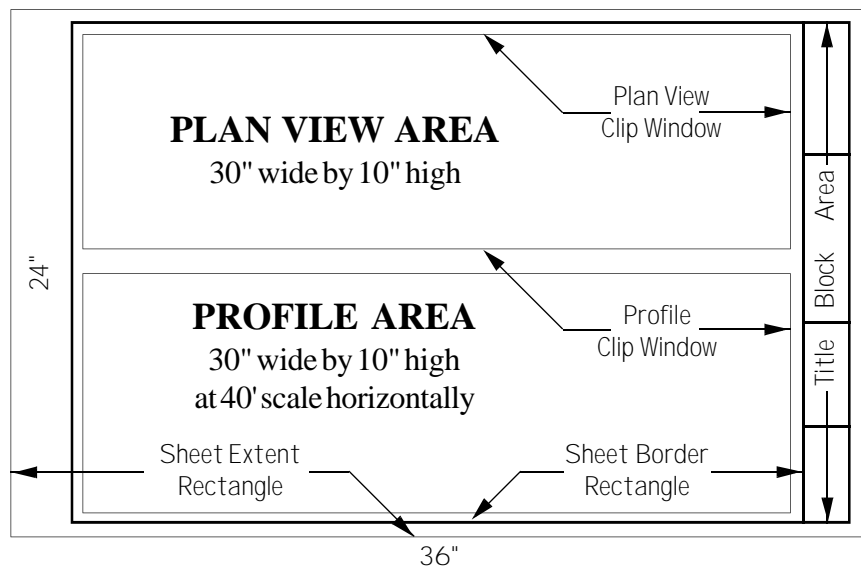 PLAN VIEW AREA
30" wide by 10" high
Plan View
Clip Window
24"
PROFILE AREA
30" wide by 10" high
at 40' scale horizontally
Profile
Clip Window
Title Block Area
Sheet Extent
Rectangle
Sheet Border
Rectangle
36"